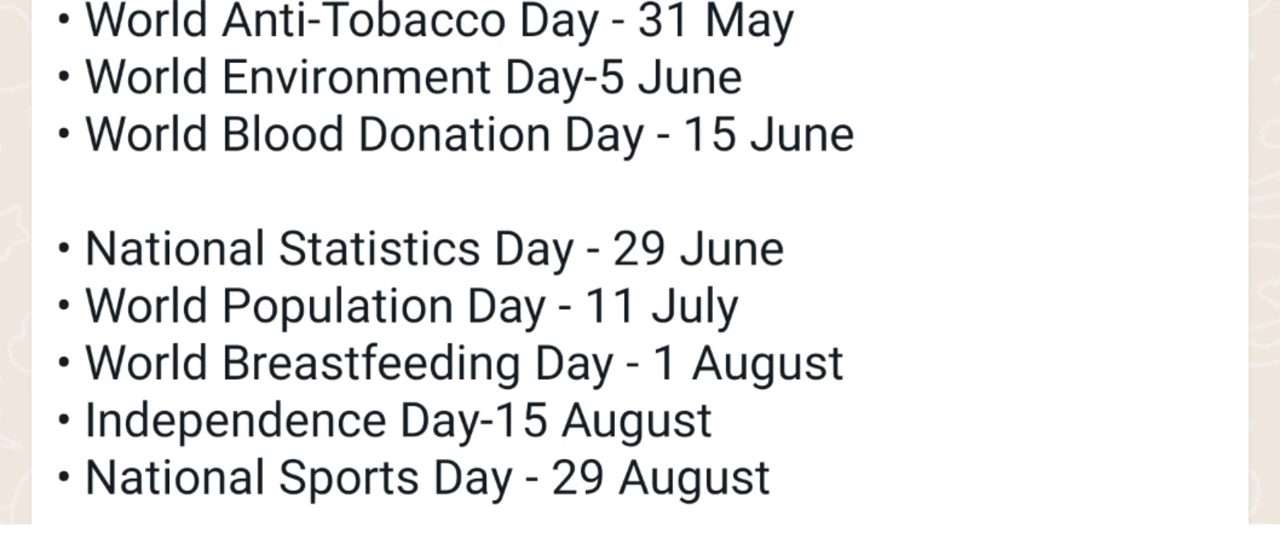 • World Anti-Tobacco Day - 31 May
• World Environment Day-5 June
• World Blood Donation Day - 15 June
• National Statistics Day - 29 June
• World Population Day - 11 July
• World Breastfeeding Day - 1 August
• Independence Day-15 August
• National Sports Day - 29 August